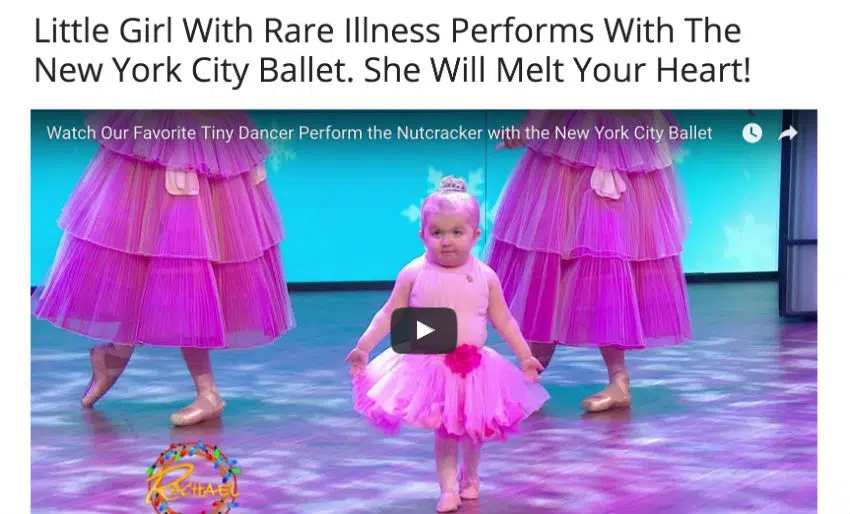 Little Girl With Rare Illness Performs With The
New York City Ballet. She Will Melt Your Heart!
Watch Our Favorite Tiny Dancer Perform the Nutcracker with the New York City Ballet
RACHAEL